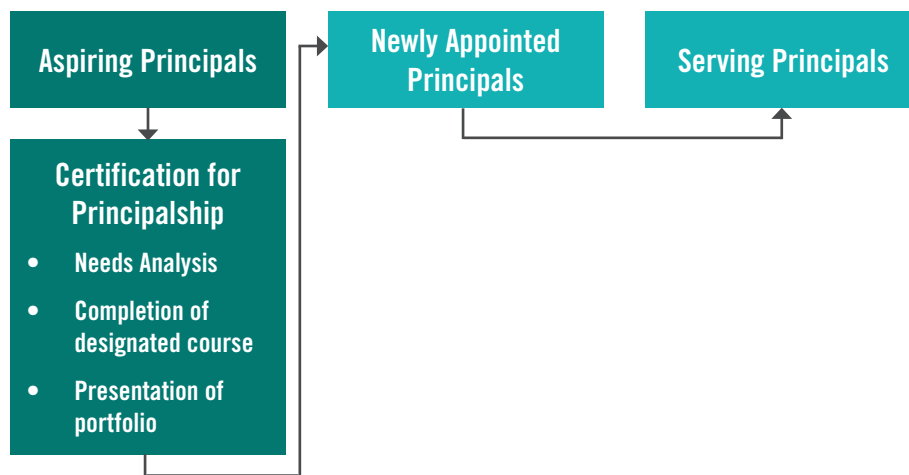 Aspiring Principals
Certification for
Principalship
• Needs Analysis
• Completion of
designated course
• Presentation of
portfolio
Newly Appointed
Principals
Serving Principals